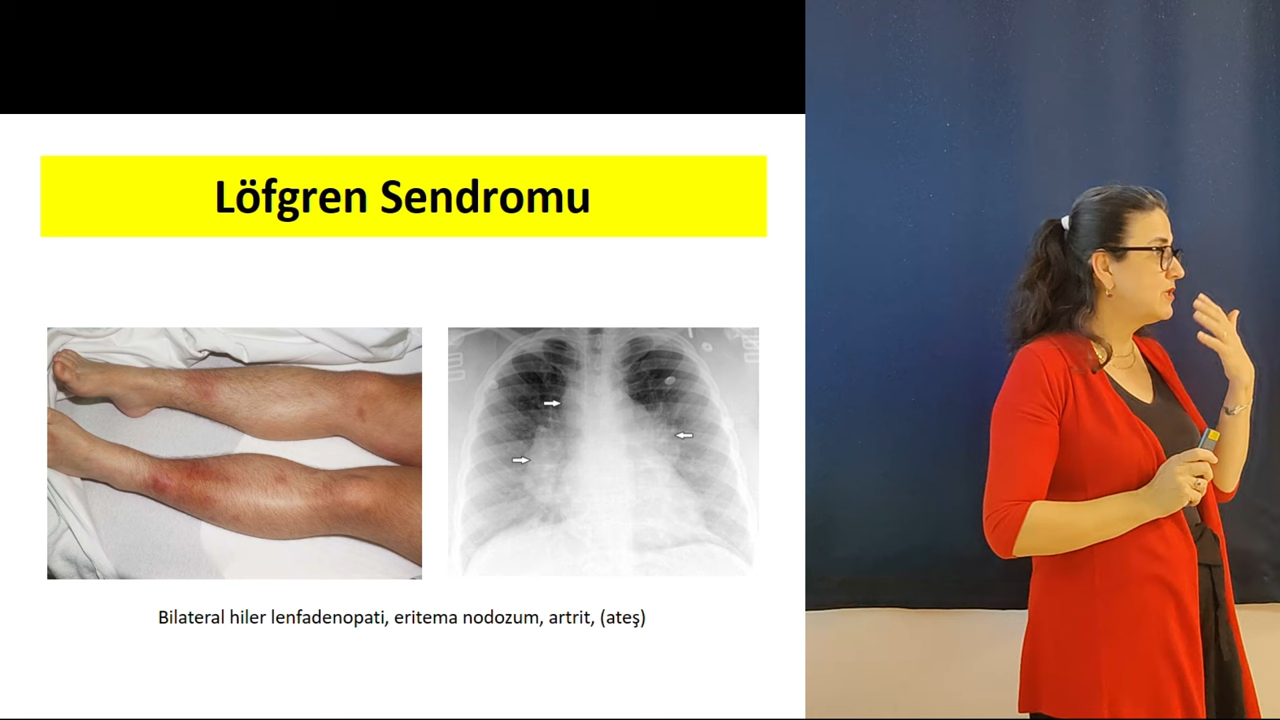 Löfgren Sendromu
Bilateral hiler lenfadenopati, eritema nodozum, artrit, (ateş)